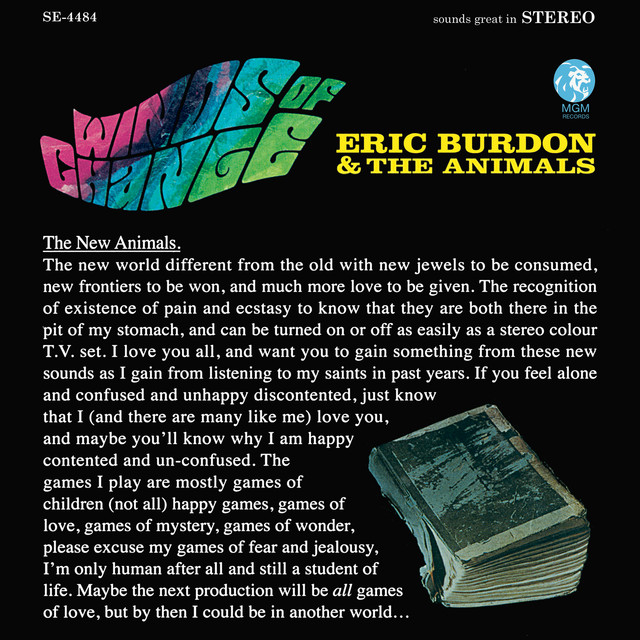 SE-4484
sounds great in STEREO
WINDS OF
CHANGE
MGM
RECORDS
ERIC BURDON
& THE ANIMALS
The New Animals.
The new world different from the old with new jewels to be consumed,
new frontiers to be won, and much more love to be given. The recognition
of existence of pain and ecstasy to know that they are both there in the
pit of my stomach, and can be turned on or off as easily as a stereo colour
T.V. set. I love you all, and want you to gain something from these new
sounds as I gain from listening to my saints in past years. If you feel alone
and confused and unhappy discontented, just know
that I (and there are many like me) love you,
and maybe you'll know why I am happy
contented and un-confused. The
games I play are mostly games of
children (not all) happy games, games of
love, games of mystery, games of wonder,
please excuse my games of fear and jealousy,
I'm only human after all and still a student of
life. Maybe the next production will be all games
of love, but by then I could be in another world...